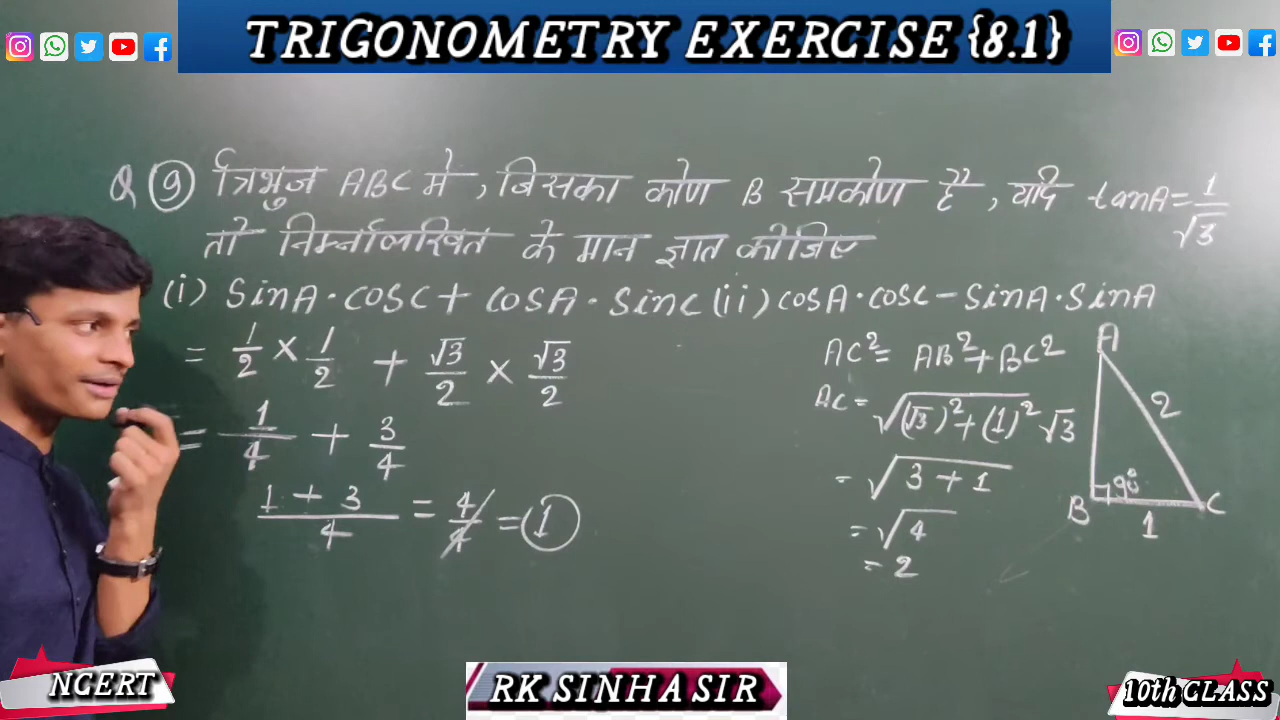 TRIGONOMETRY EXERCISE {8.1}
Q (9) त्रिभुज ABC मे, जिसका कोण B समकोण है, यदि tanA = 1/√3
तो निम्नलिखित के मान ज्ञात कीजिए
(i) SinA · cosC + cosA · SinC (ii) cosA · cosC - SinA · SinA
= 1/2 × 1/2 + √3/2 × √3/2
= 1/4 + 3/4
1 + 3/4 = 4/4 = 1
AC² = AB² + BC²
AC = √(√3)² + (1)²
= √3 + 1
= √4
= 2
A
2
√3
90°
B
1
C
NCERT
RK SINHA SIR
10th CLASS